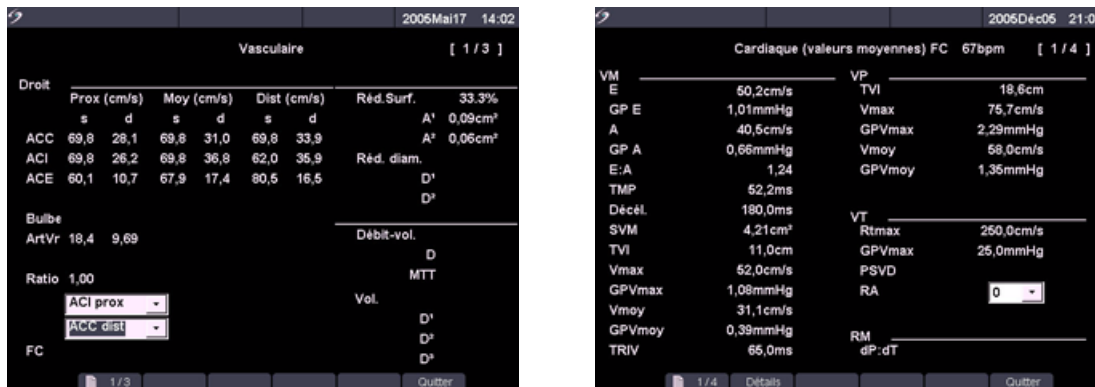 2005Mai17 14:02
Vasculaire [ 1/3 ]
Droit
Prox (cm/s) Moy (cm/s) Dist (cm/s) Réd.Surf. 33.3%
s d s d s d A¹ 0,09cm²
ACC 69,8 28,1 69,8 31,0 69,8 33,9 A² 0,06cm²
ACI 69,8 26,2 69,8 36,8 62,0 35,9 Réd. diam.
ACE 60,1 10,7 67,9 17,4 80,5 16,5 D¹
D²
Bulbe
ArtVr 18,4 9,69 Débit-vol.
D
Ratio 1,00 MTT
ACI prox Vol.
ACC dist D¹
D²
FC D³
1/3 Quitter
2005Déc05 21:0
Cardiaque (valeurs moyennes) FC 67bpm [ 1/4 ]
VM VP
E 50,2cm/s TVI 18,6cm
GP E 1,01mmHg Vmax 75,7cm/s
A 40,5cm/s GPVmax 2,29mmHg
GP A 0,66mmHg Vmoy 58,0cm/s
E:A 1,24 GPVmoy 1,35mmHg
TMP 52,2ms
Décél. 180,0ms VT
SVM 4,21cm² Rtmax 250,0cm/s
TVI 11,0cm GPVmax 25,0mmHg
Vmax 52,0cm/s PSVD
GPVmax 1,08mmHg RA 0
Vmoy 31,1cm/s
GPVmoy 0,39mmHg RM
TRIV 65,0ms dP:dT
1/4 Détails Quitter